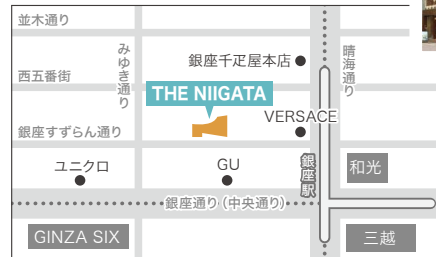 並木通り
みゆき通り
銀座千疋屋本店
晴海通り
西五番街
THE NIIGATA
VERSACE
銀座すずらん通り
ユニクロ
GU
銀座駅
和光
銀座通り(中央通り)
GINZA SIX
三越